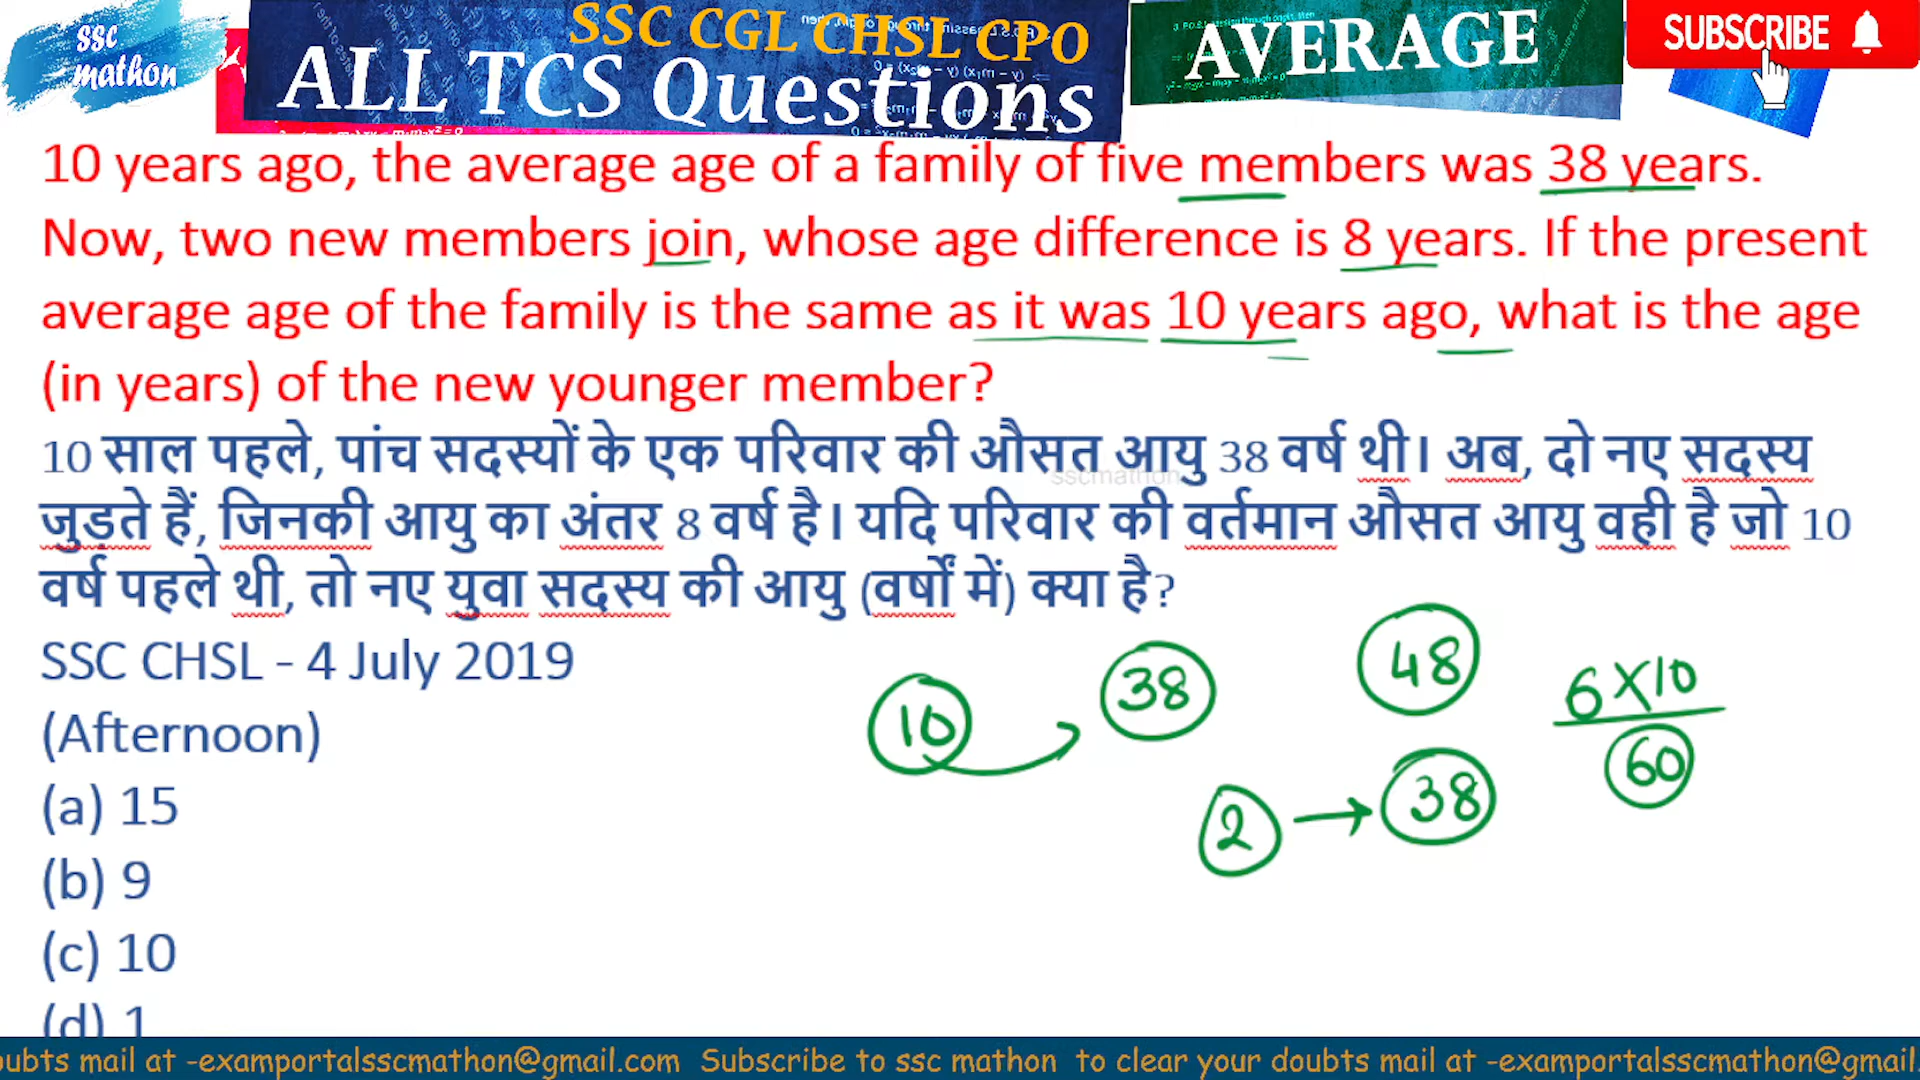 ssc
mathon
SSC CGL CHSL CPO
ALL TCS Questions
AVERAGE
SUBSCRIBE
10 years ago, the average age of a family of five members was 38 years.
Now, two new members join, whose age difference is 8 years. If the present
average age of the family is the same as it was 10 years ago, what is the age
(in years) of the new younger member?
10 साल पहले, पांच सदस्यों के एक परिवार की औसत आयु 38 वर्ष थी। अब, दो नए सदस्य
sscmathon
जुडते हैं, जिनकी आयु का अंतर 8 वर्ष है। यदि परिवार की वर्तमान औसत आयु वही है जो 10
वर्ष पहले थी, तो नए युवा सदस्य की आयु (वर्षों में) क्या है?
SSC CHSL - 4 July 2019
(Afternoon)
(a) 15
(b) 9
(c) 10
(d) 1
10
38
48
6 X 10
60
2 → 38
oubts mail at -examportalsscmathon@gmail.com Subscribe to ssc mathon to clear your doubts mail at -examportalsscmathon@gmail